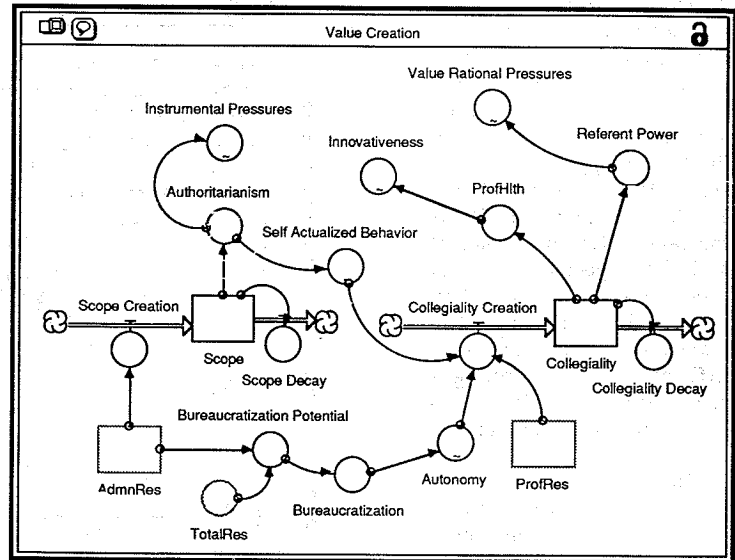 Value Creation
Value Rational Pressures
Instrumental Pressures
Innovativeness
Referent Power
Authoritarianism
ProfHlth
Self Actualized Behavior
Scope Creation
Collegiality Creation
Scope
Collegiality
Scope Decay
Collegiality Decay
Bureaucratization Potential
AdmnRes
Autonomy
ProfRes
Bureaucratization
TotalRes